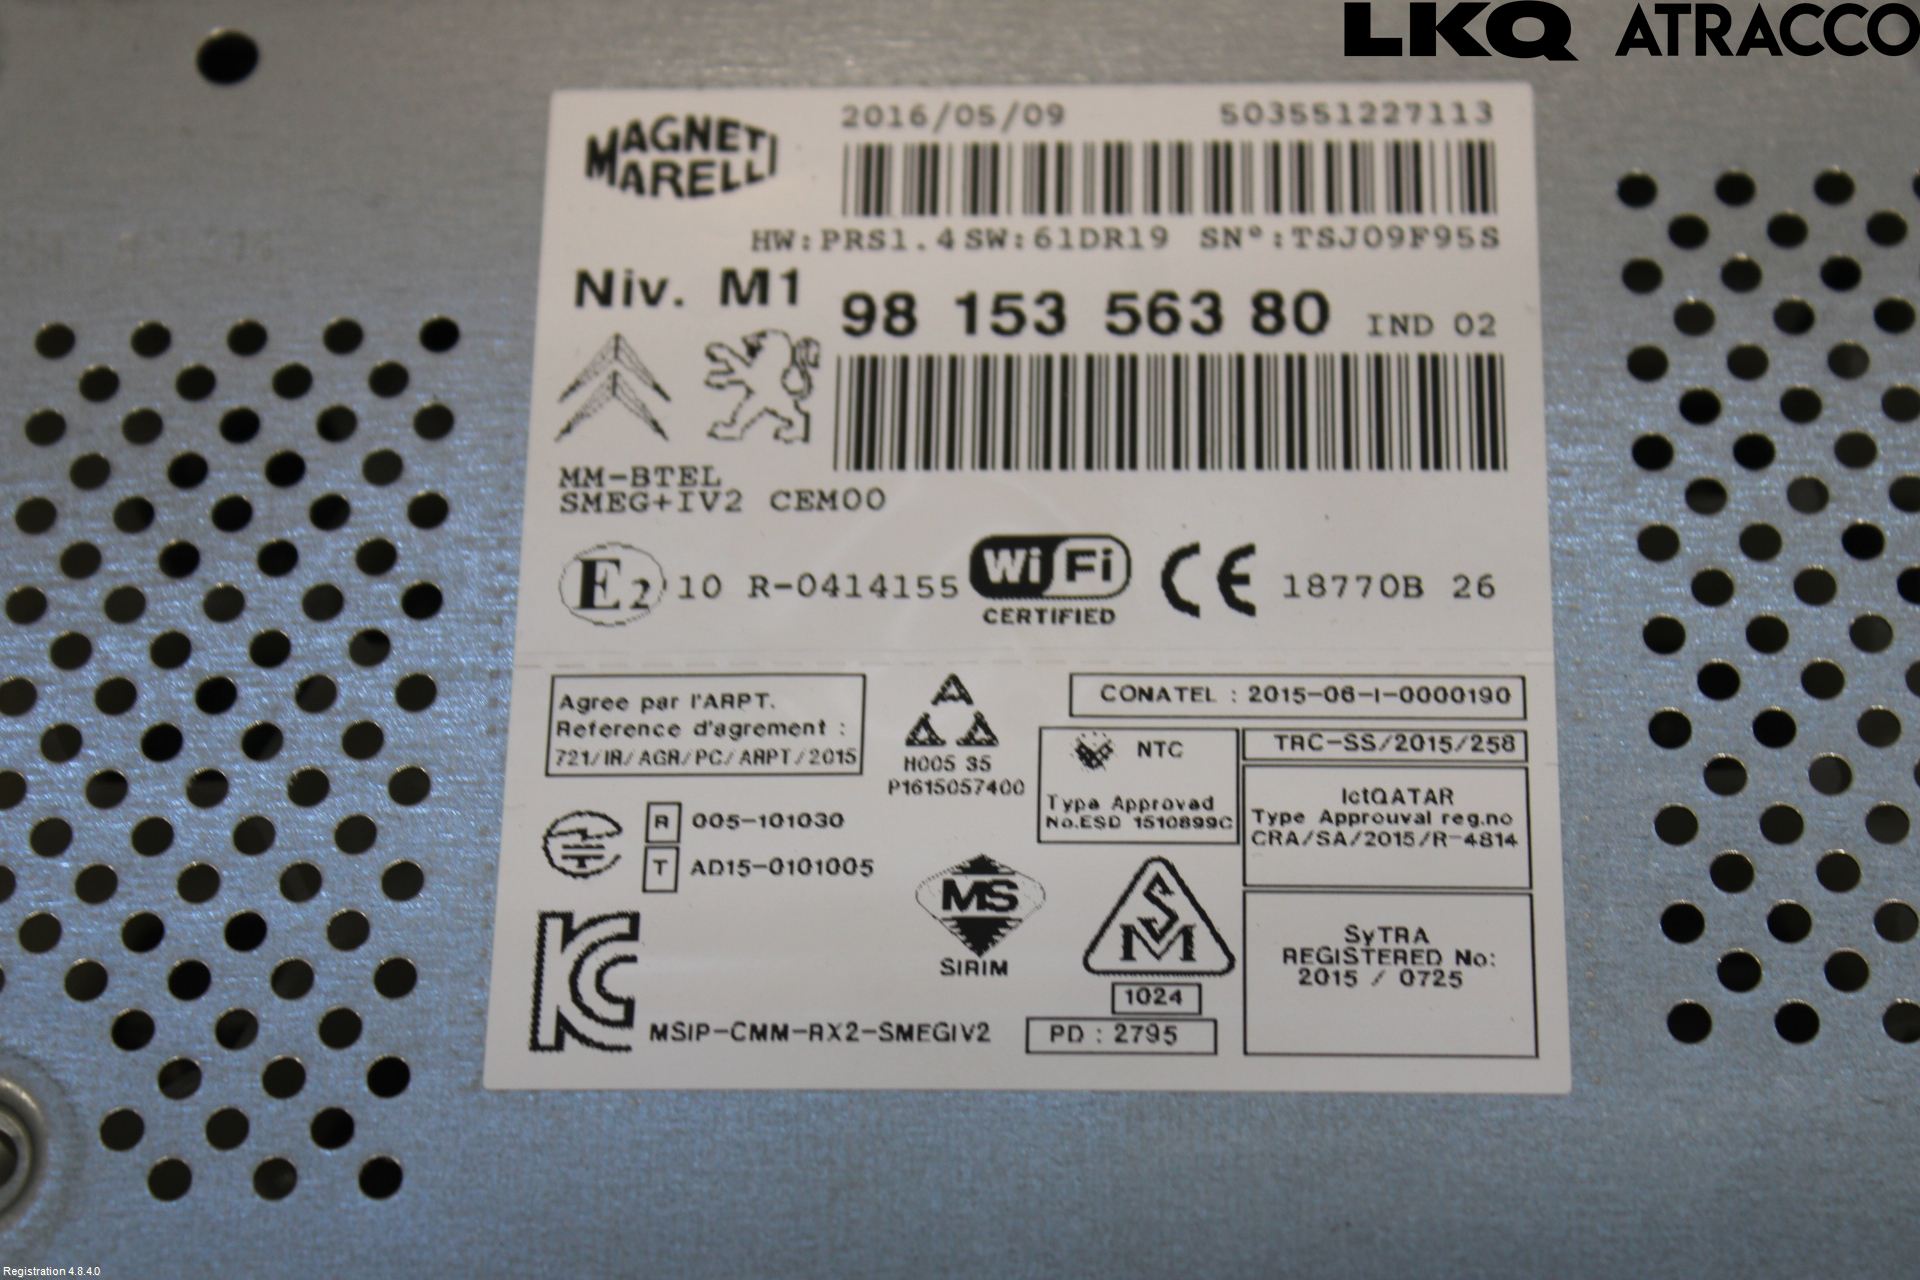 LKQ ATRACCO
MAGNETI MARELLI
2016/05/09 503551227113
HW:PRS1.4 SW:61DR19 SN°:TSJ09F95S
Niv. M1
98 153 563 80 IND 02
MM-BTEL
SMEG+IV2 CEM00
E2 10 R-0414155 WiFi CERTIFIED CE 18770B 26
Agree par l'ARPT.
Reference d'agrement :
721/IR/AGR/PC/ARPT/2015
A
H005 35
P1615057400
CONATEL : 2015-06-I-0000190
NTC
Type Approved
No.ESD 1510899C
TRC-SS/2015/258
IctQATAR
Type Approuval reg.no
CRA/SA/2015/R-4814
R 005-101030
T AD15-0101005
MS
SIRIM
SM
1024
PD : 2795
SyTRA
REGISTERED No:
2015 / 0725
KC
MSIP-CMM-RX2-SMEGIV2
Registration 4.8.4.0